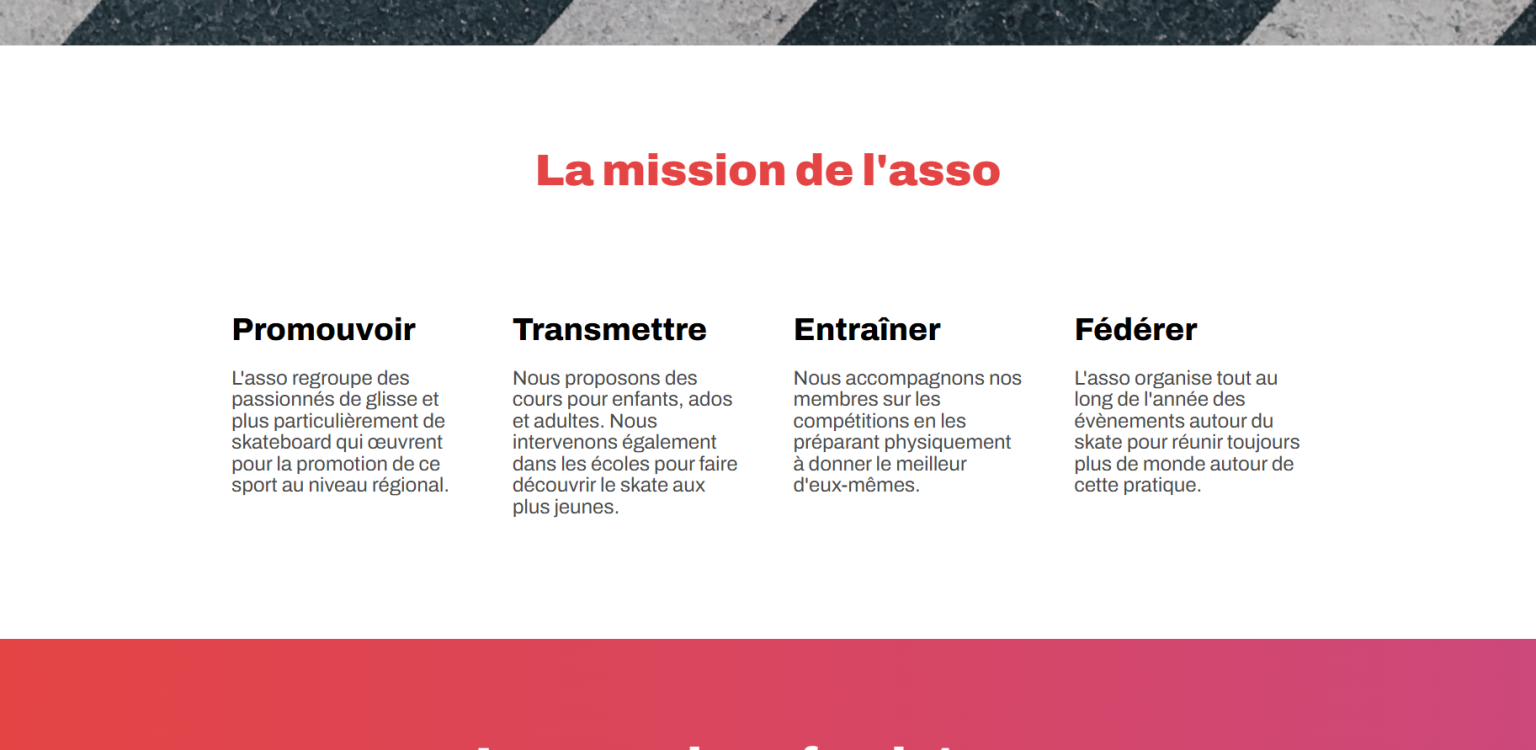 La mission de l'asso
Promouvoir
L'asso regroupe des
passionnés de glisse et
plus particulièrement de
skateboard qui œuvrent
pour la promotion de ce
sport au niveau régional.
Transmettre
Nous proposons des
cours pour enfants, ados
et adultes. Nous
intervenons également
dans les écoles pour faire
découvrir le skate aux
plus jeunes.
Entraîner
Nous accompagnons nos
membres sur les
compétitions en les
préparant physiquement
à donner le meilleur
d'eux-mêmes.
Fédérer
L'asso organise tout au
long de l'année des
évènements autour du
skate pour réunir toujours
plus de monde autour de
cette pratique.